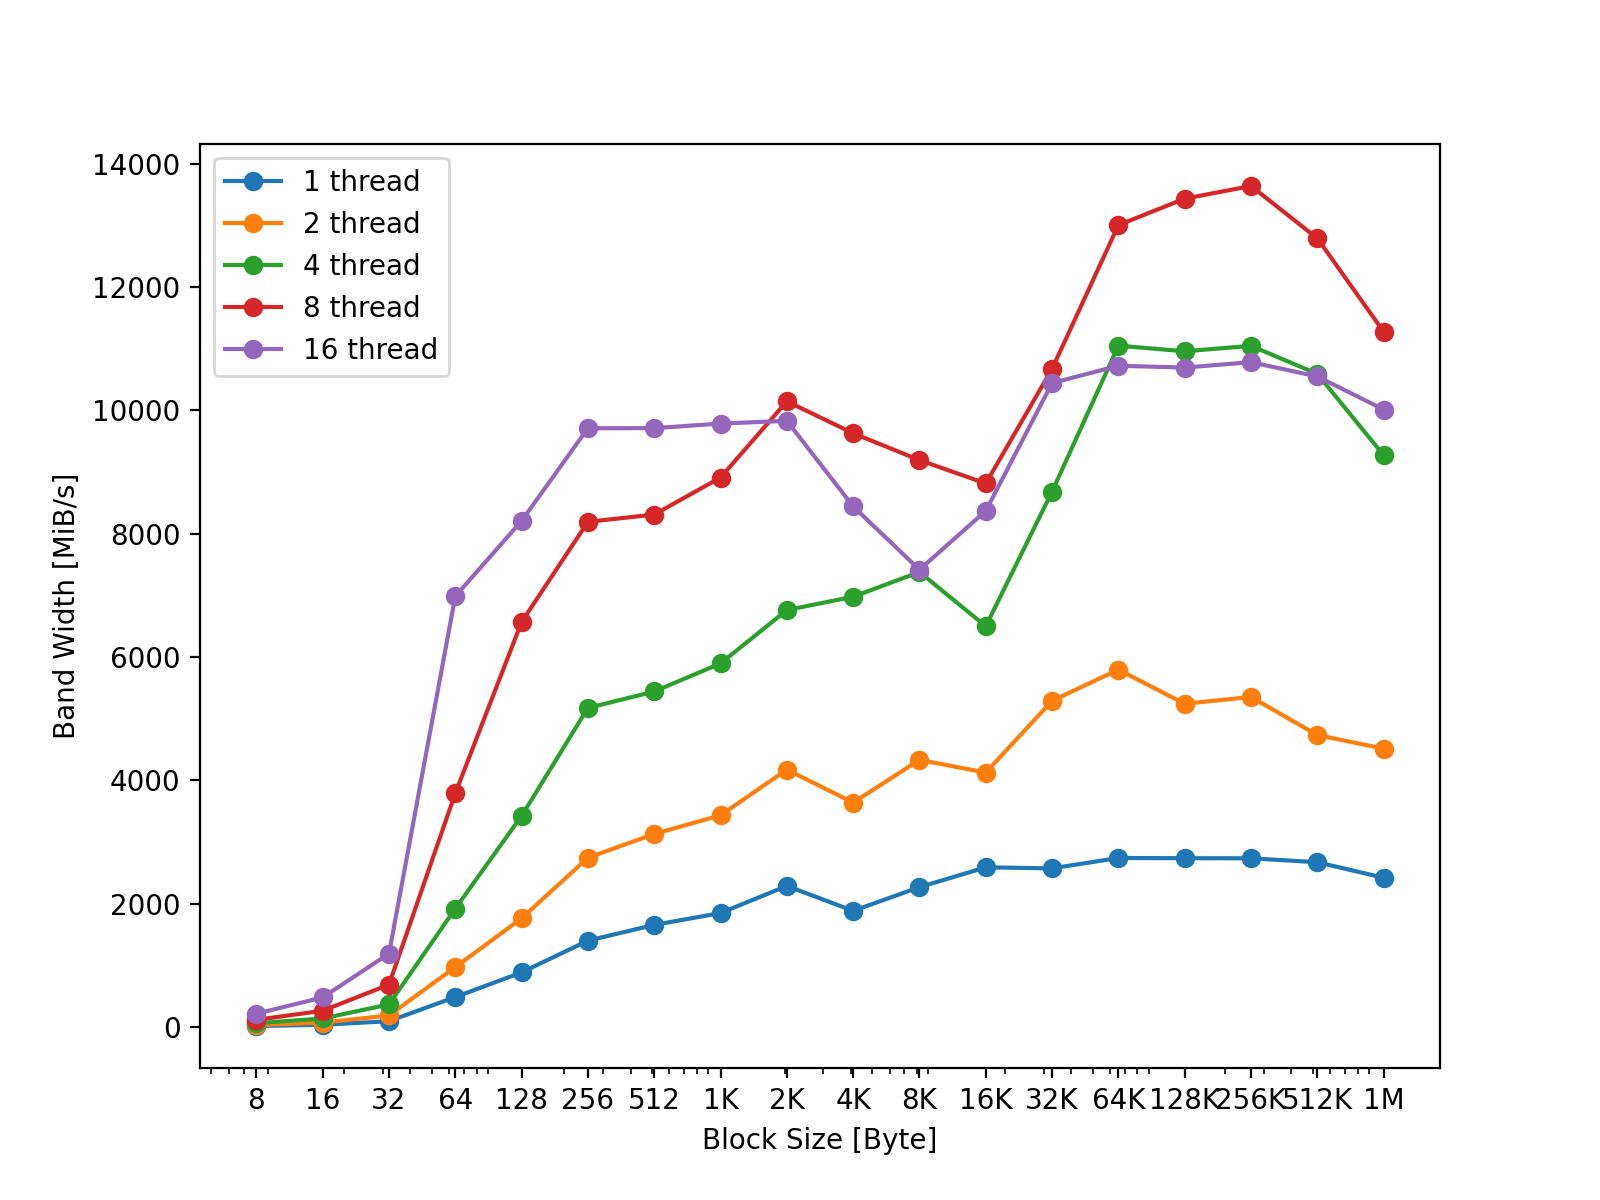 14000
12000
10000
8000
6000
4000
2000
0
Band Width [MiB/s]
1 thread
2 thread
4 thread
8 thread
16 thread
8 16 32 64 128 256 512 1K 2K 4K 8K 16K 32K 64K 128K 256K 512K 1M
Block Size [Byte]